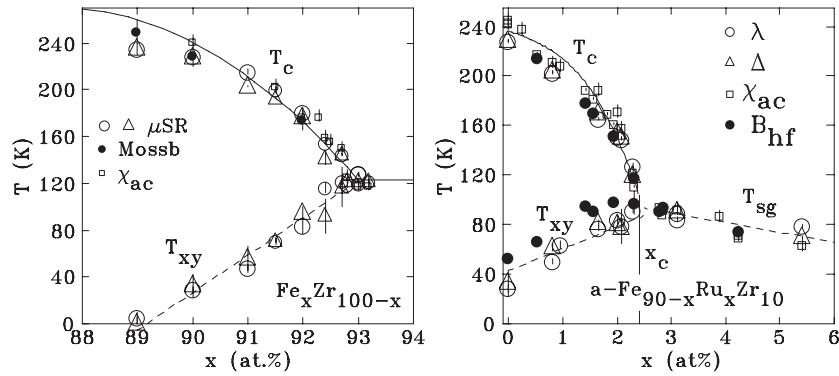 240
200
160
120
80
40
0
T (K)
T_c
○ △ μSR
● Mossb
□ χ_ac
T_xy
Fe_xZr_100−x
88 89 90 91 92 93 94
x (at.%)
240
200
160
120
80
40
0
T (K)
T_c
○ λ
△ Δ
□ χ_ac
● B_hf
T_xy
T_sg
x_c
a−Fe_90−xRu_xZr_10
0 1 2 3 4 5 6
x (at%)